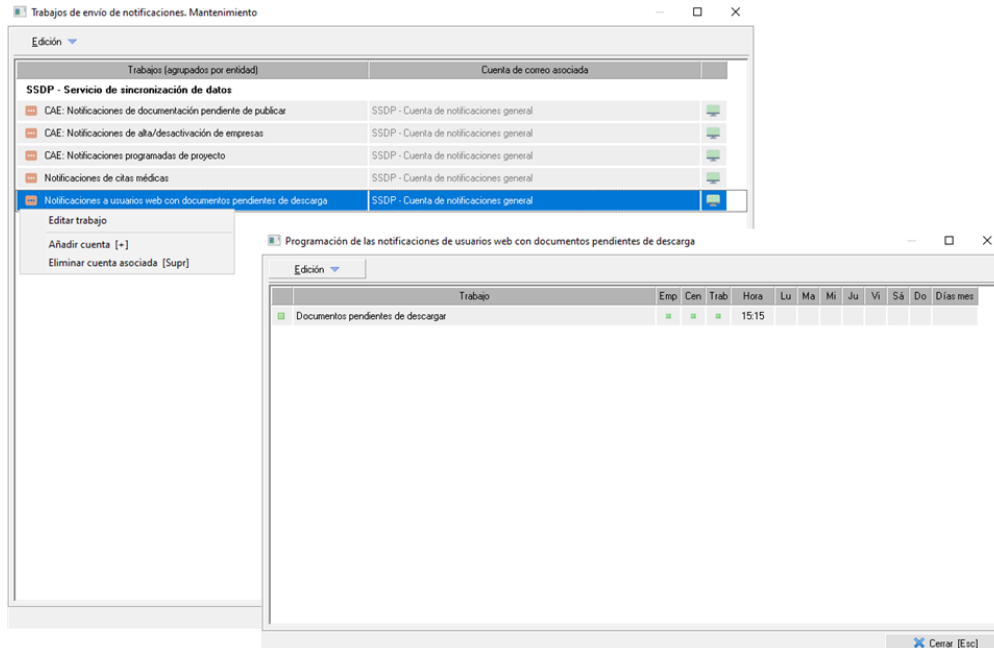 Trabajos de envío de notificaciones. Mantenimiento
Edición
Trabajos (agrupados por entidad) Cuenta de correo asociada
SSDP - Servicio de sincronización de datos
CAE: Notificaciones de documentación pendiente de publicar SSDP - Cuenta de notificaciones general
CAE: Notificaciones de alta/desactivación de empresas SSDP - Cuenta de notificaciones general
CAE: Notificaciones programadas de proyecto SSDP - Cuenta de notificaciones general
Notificaciones de citas médicas SSDP - Cuenta de notificaciones general
Notificaciones a usuarios web con documentos pendientes de descarga SSDP - Cuenta de notificaciones general
Editar trabajo
Añadir cuenta [+]
Eliminar cuenta asociada [Supr]
Programación de las notificaciones de usuarios web con documentos pendientes de descarga
Edición
Trabajo Emp Cen Trab Hora Lu Ma Mi Ju Vi Sá Do Días mes
Documentos pendientes de descargar 15:15
Cerrar [Esc]